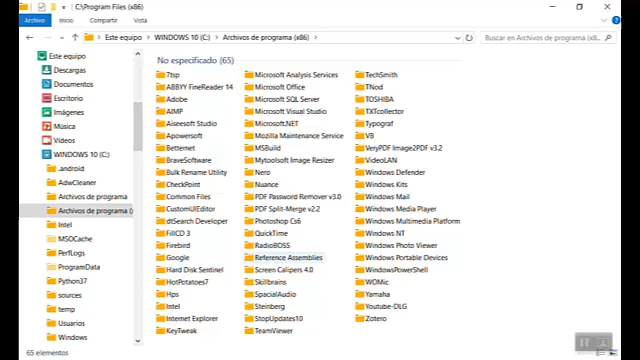 C:\Program Files (x86)
Archivo Inicio Compartir Vista
Este equipo > WINDOWS 10 (C:) > Archivos de programa (x86) >
Buscar en Archivos de programa (x8...
Este equipo
Descargas
Documentos
Escritorio
Imágenes
Música
Vídeos
WINDOWS 10 (C:)
.android
AdwCleaner
Archivos de programa
Archivos de programa (
Intel
MSOCache
PerfLogs
ProgramData
Python37
sources
temp
Usuarios
Windows
No especificado (65)
7tsp
ABBYY FineReader 14
Adobe
AIMP
Aiseesoft Studio
Apowersoft
Betternet
BraveSoftware
Bulk Rename Utility
CheckPoint
Common Files
CustomUIEditor
dtSearch Developer
FillCD 3
Firebird
Google
Hard Disk Sentinel
HotPotatoes7
Hps
Intel
Internet Explorer
KeyTweak
Microsoft Analysis Services
Microsoft Office
Microsoft SQL Server
Microsoft Visual Studio
Microsoft.NET
Mozilla Maintenance Service
MSBuild
Mytoolsoft Image Resizer
Nero
Nuance
PDF Password Remover v3.0
PDF Split-Merge v2.2
Photoshop Cs6
QuickTime
RadioBOSS
Reference Assemblies
Screen Calipers 4.0
Skillbrains
SpacialAudio
Steinberg
StopUpdates10
TeamViewer
TechSmith
TNod
TOSHIBA
TXTcollector
Typograf
VB
VeryPDF Image2PDF v3.2
VideoLAN
Windows Defender
Windows Kits
Windows Mail
Windows Media Player
Windows Multimedia Platform
Windows NT
Windows Photo Viewer
Windows Portable Devices
WindowsPowerShell
WOMic
Yamaha
Youtube-DLG
Zotero
65 elementos